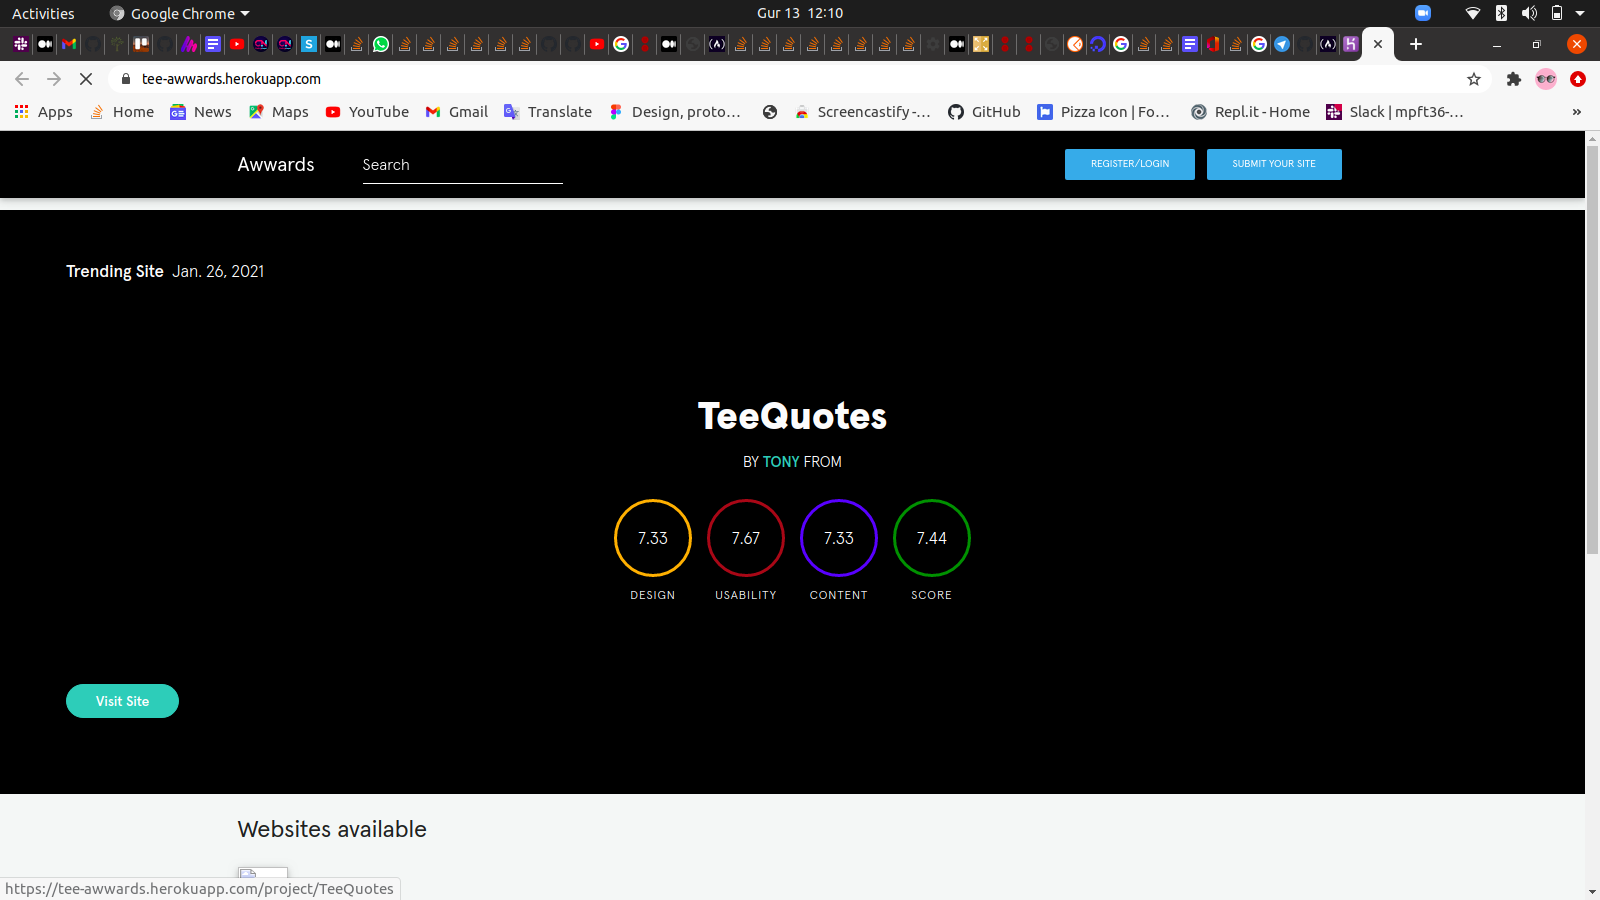 Activities Google Chrome Gur 13 12:10
tee-awwards.herokuapp.com
Apps Home News Maps YouTube Gmail Translate Design, proto... Screencastify -... GitHub Pizza Icon | Fo... Repl.it - Home Slack | mpft36-... »
Awwards Search REGISTER/LOGIN SUBMIT YOUR SITE
Trending Site Jan. 26, 2021
TeeQuotes
BY TONY FROM
7.33 7.67 7.33 7.44
DESIGN USABILITY CONTENT SCORE
Visit Site
Websites available
https://tee-awwards.herokuapp.com/project/TeeQuotes